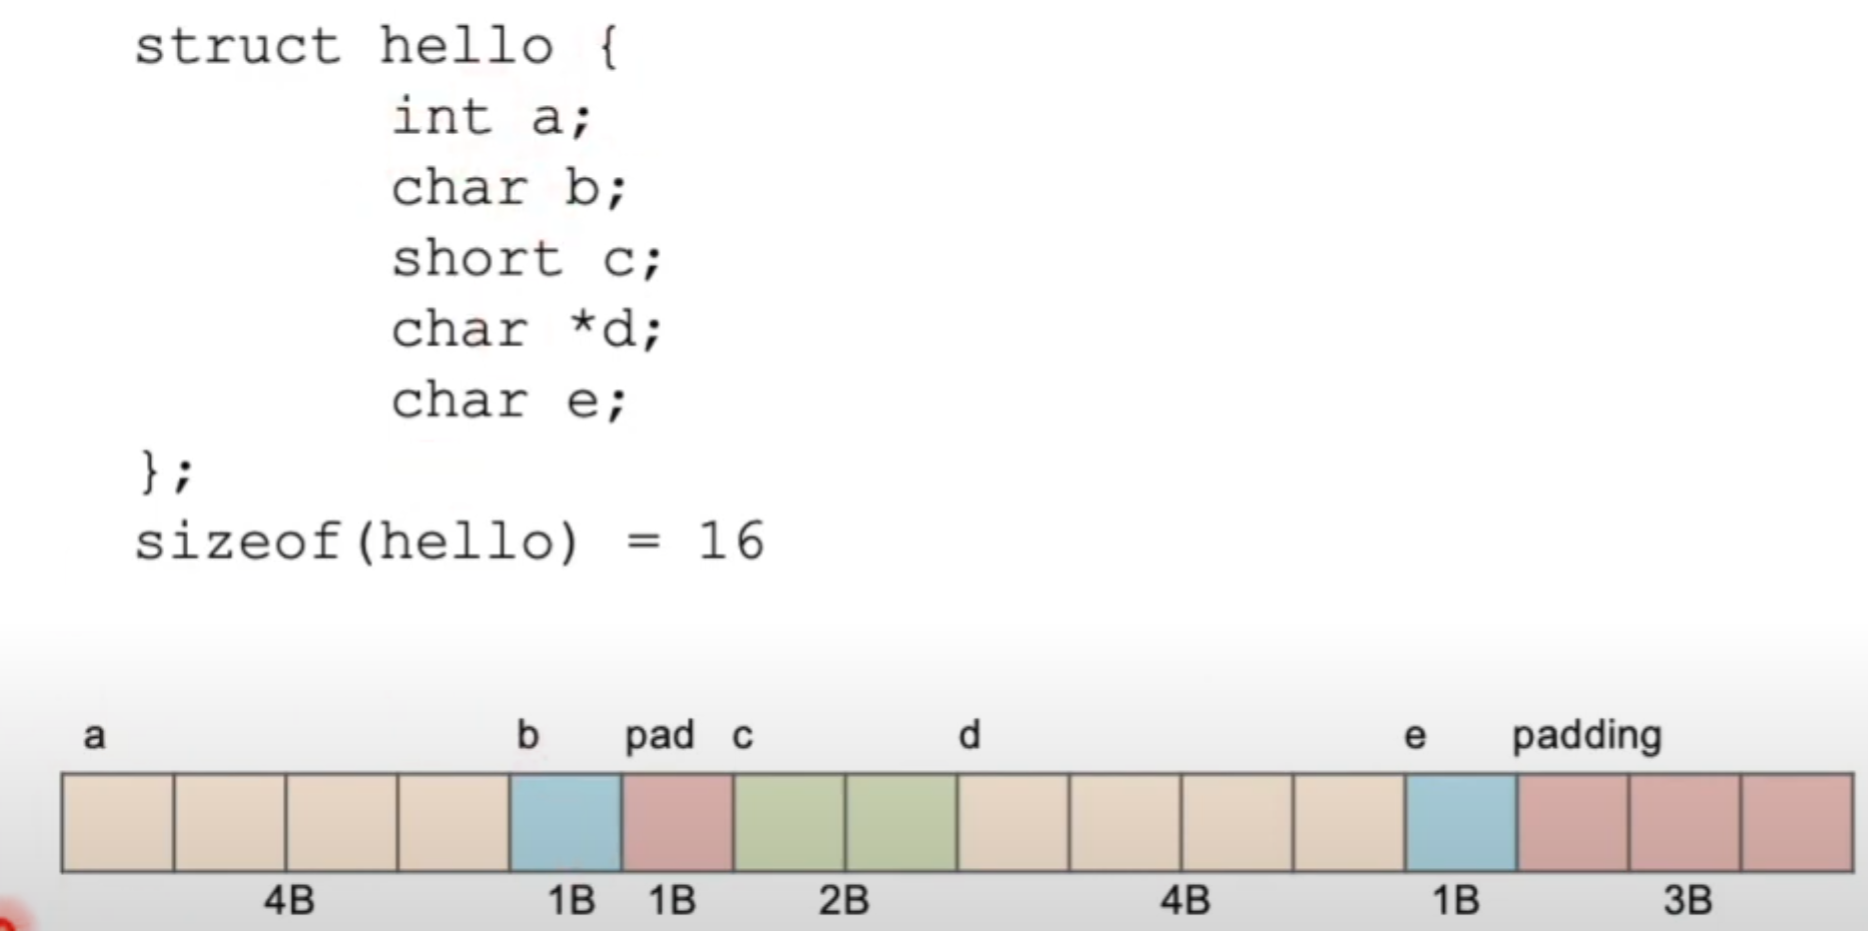 struct hello {
int a;
char b;
short c;
char *d;
char e;
};
sizeof(hello) = 16
a b pad c d e padding
4B 1B 1B 2B 4B 1B 3B